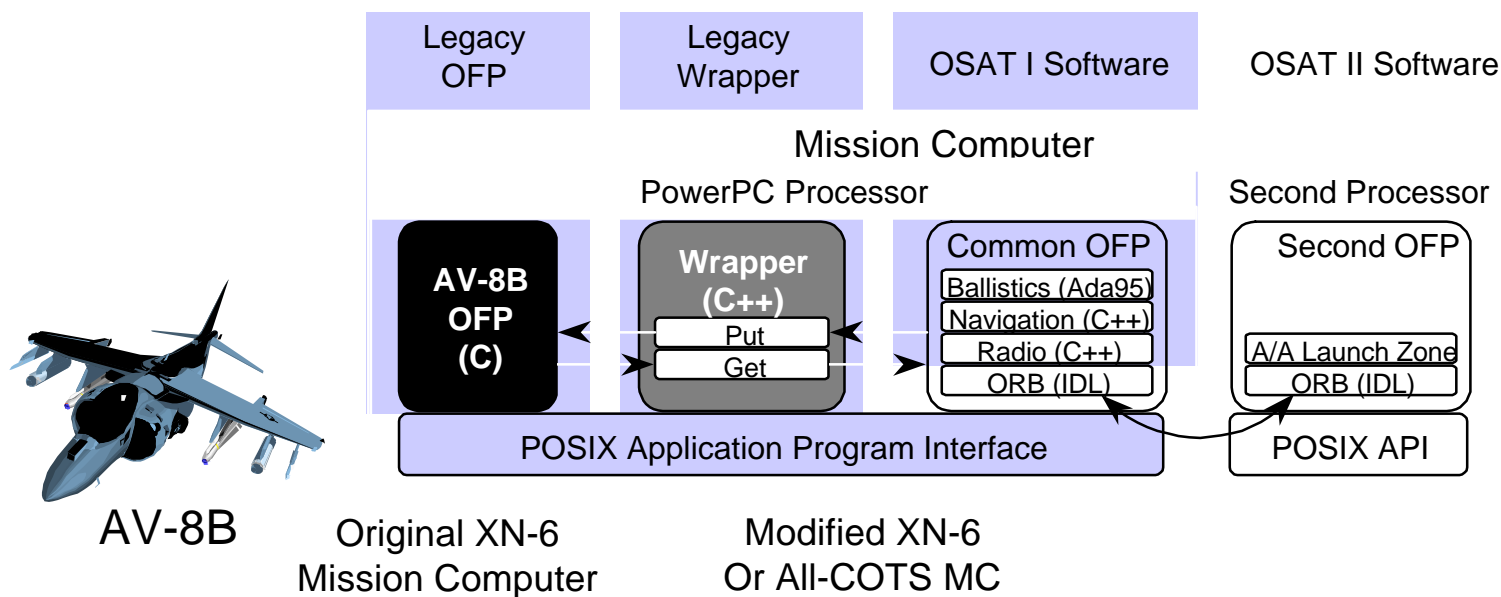 Legacy
OFP
Legacy
Wrapper
OSAT I Software
OSAT II Software
Mission Computer
PowerPC Processor
Second Processor
AV-8B
OFP
(C)
Wrapper
(C++)
Put
Get
Common OFP
Ballistics (Ada95)
Navigation (C++)
Radio (C++)
ORB (IDL)
Second OFP
A/A Launch Zone
ORB (IDL)
POSIX Application Program Interface
POSIX API
AV-8B
Original XN-6
Mission Computer
Modified XN-6
Or All-COTS MC